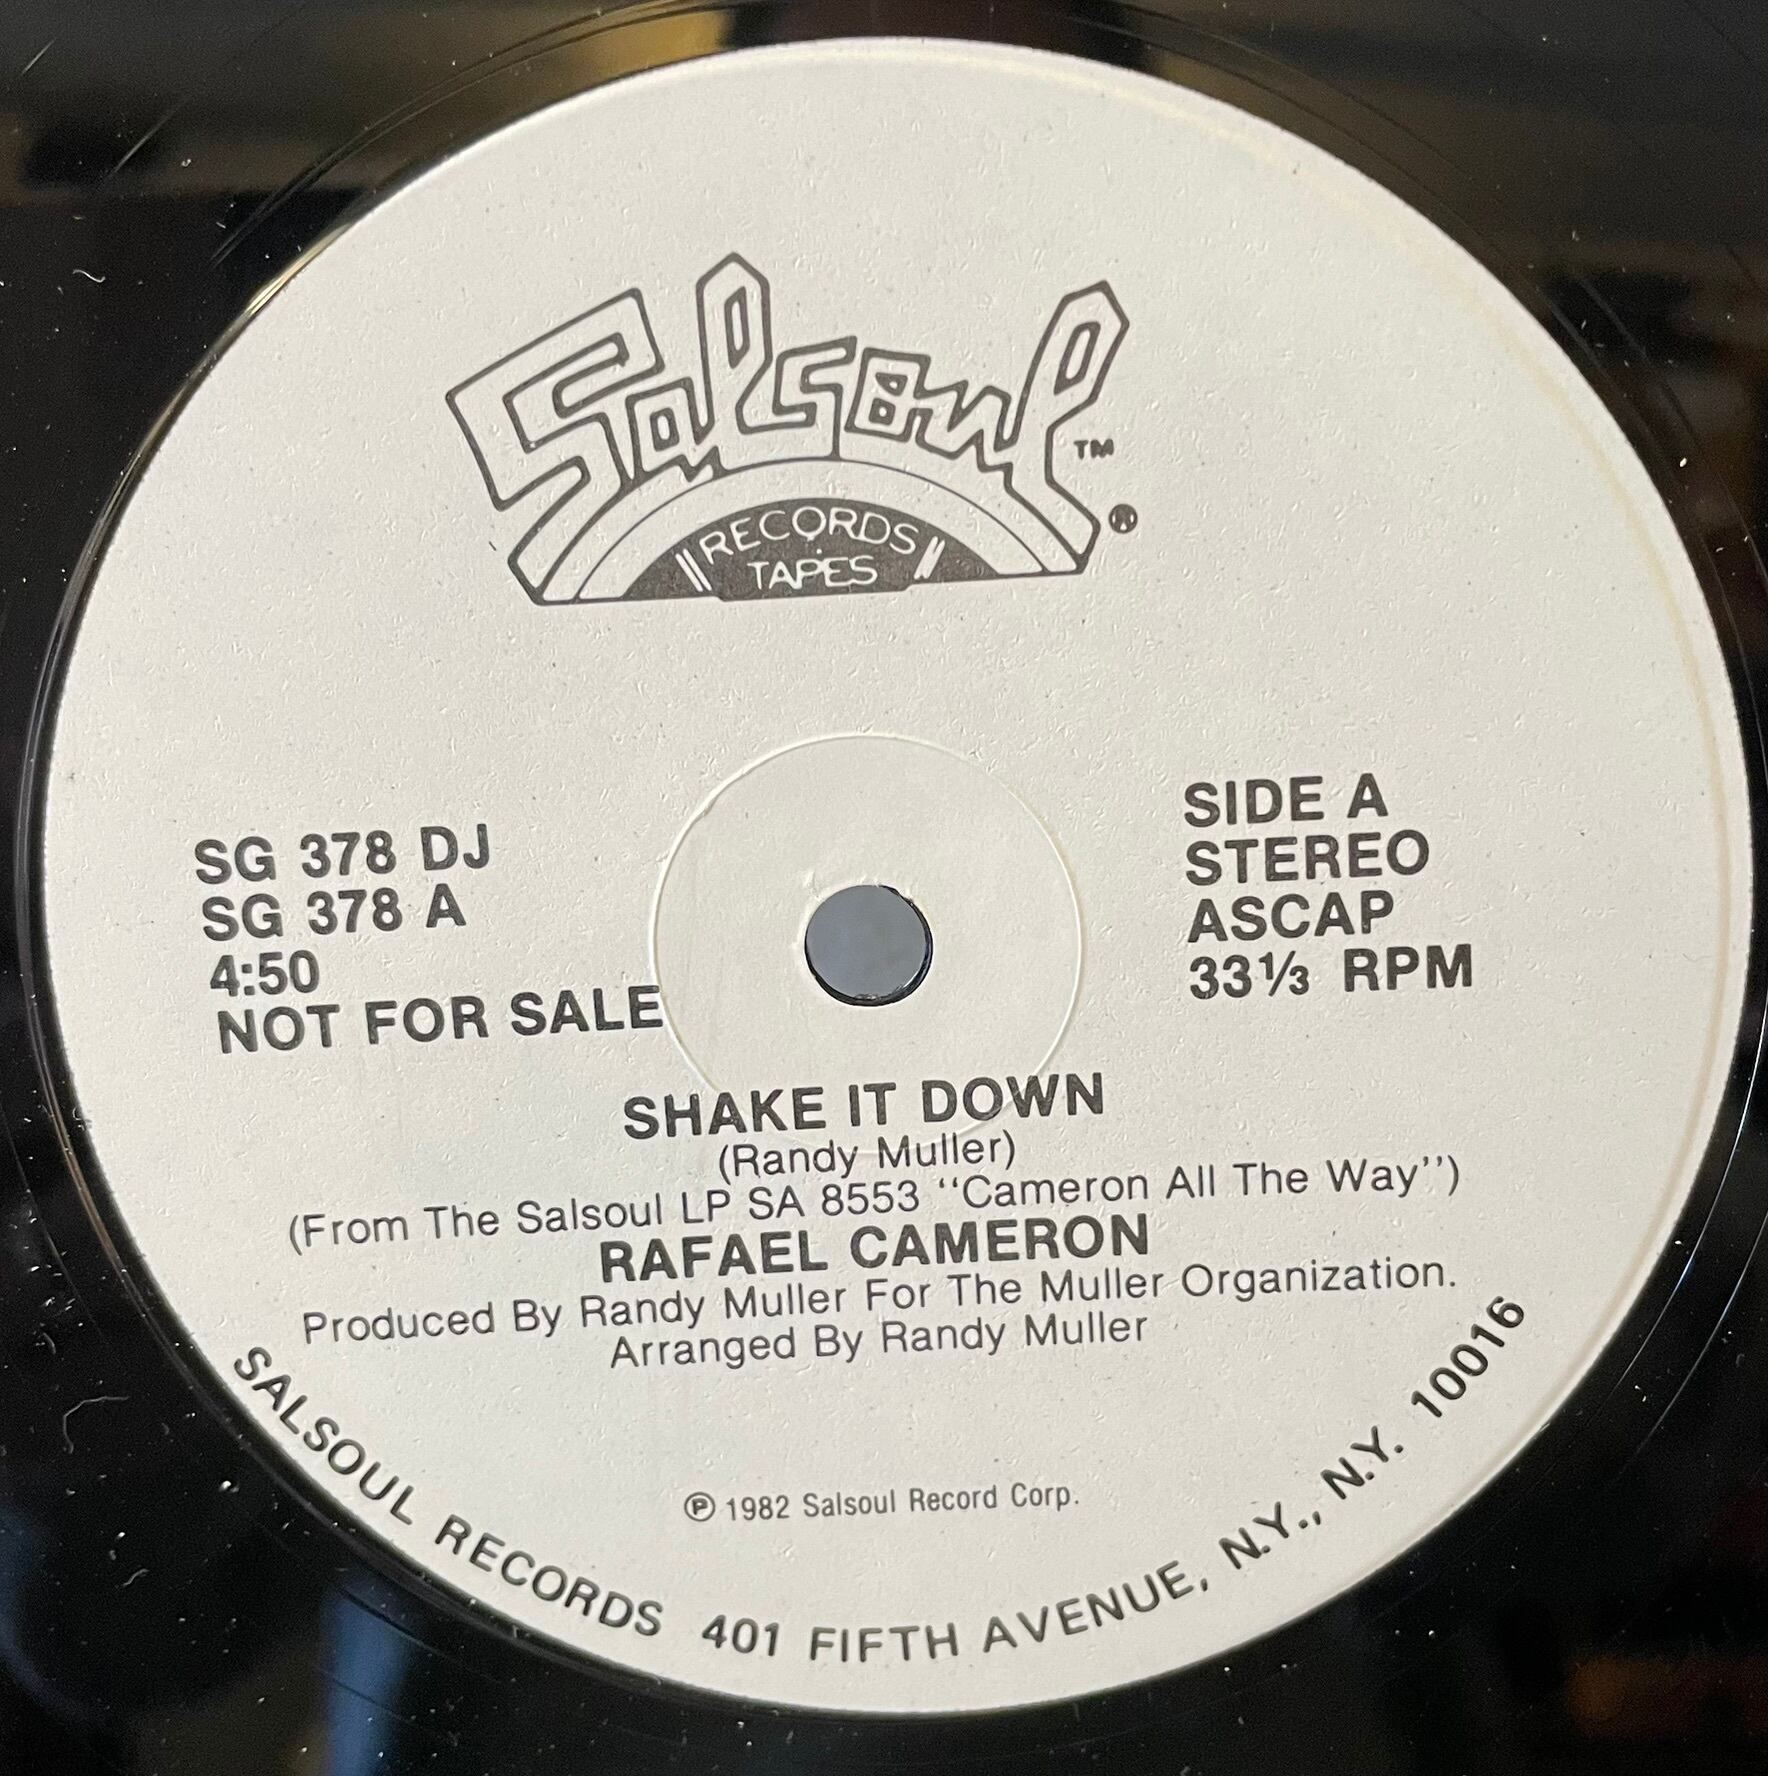 Salsoul
TM
®
RECORDS
TAPES
SG 378 DJ
SG 378 A
4:50
NOT FOR SALE
SIDE A
STEREO
ASCAP
33⅓ RPM
SHAKE IT DOWN
(Randy Muller)
(From The Salsoul LP SA 8553 "Cameron All The Way")
RAFAEL CAMERON
Produced By Randy Muller For The Muller Organization.
Arranged By Randy Muller
℗ 1982 Salsoul Record Corp.
SALSOUL RECORDS 401 FIFTH AVENUE, N.Y., N.Y. 10016